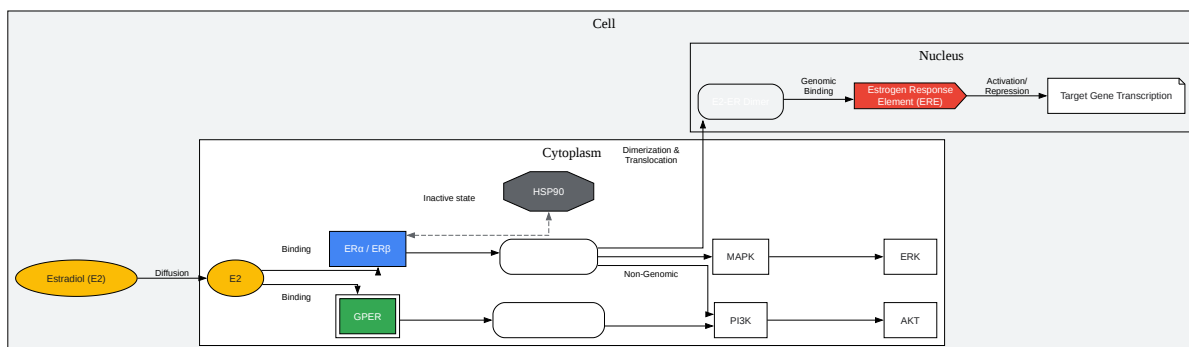 Cell
Nucleus
E2-ER Dimer
Genomic
Binding
Estrogen Response
Element (ERE)
Activation/
Repression
Target Gene Transcription
Cytoplasm
Dimerization &
Translocation
HSP90
Inactive state
Estradiol (E2)
Diffusion
E2
Binding
ERα / ERβ
Non-Genomic
MAPK
ERK
Binding
GPER
PI3K
AKT